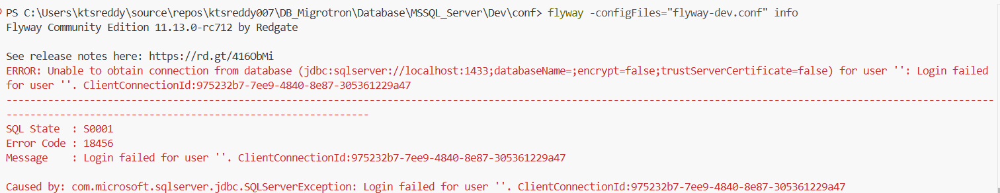 PS C:\Users\ktsreddy\source\repos\ktsreddy007\DB_Migrotron\Database\MSSQL_Server\Dev\conf> flyway -configFiles="flyway-dev.conf" info
Flyway Community Edition 11.13.0-rc712 by Redgate

See release notes here: https://rd.gt/416ObMi
ERROR: Unable to obtain connection from database (jdbc:sqlserver://localhost:1433;databaseName=;encrypt=false;trustServerCertificate=false) for user '': Login failed
for user ''. ClientConnectionId:975232b7-7ee9-4840-8e87-305361229a47
--------------------------------------------------------------------------------------------------------------------------------------------------------------------
------------------------------------------------------------
SQL State  : S0001
Error Code : 18456
Message    : Login failed for user ''. ClientConnectionId:975232b7-7ee9-4840-8e87-305361229a47

Caused by: com.microsoft.sqlserver.jdbc.SQLServerException: Login failed for user ''. ClientConnectionId:975232b7-7ee9-4840-8e87-305361229a47